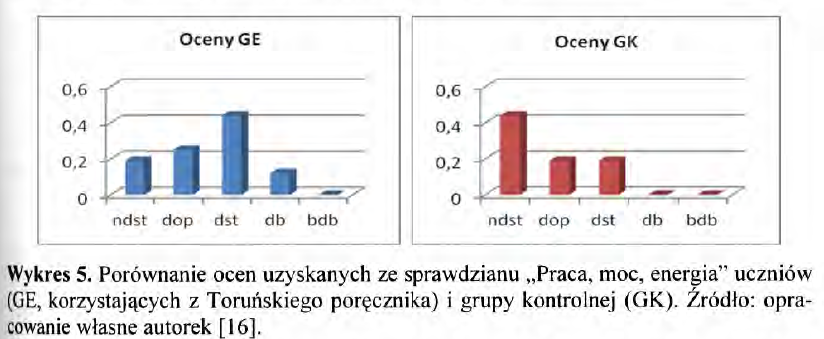 Oceny GE
0,6
0,4
0,2
0
ndst dop dst db bdb
Oceny GK
0,6
0,4
0,2
0
ndst dop dst db bdb
Wykres 5. Porównanie ocen uzyskanych ze sprawdzianu „Praca, moc, energia” uczniów
(GE, korzystających z Toruńskiego poręcznika) i grupy kontrolnej (GK). Źródło: opra-
cowanie własne autorek [16].